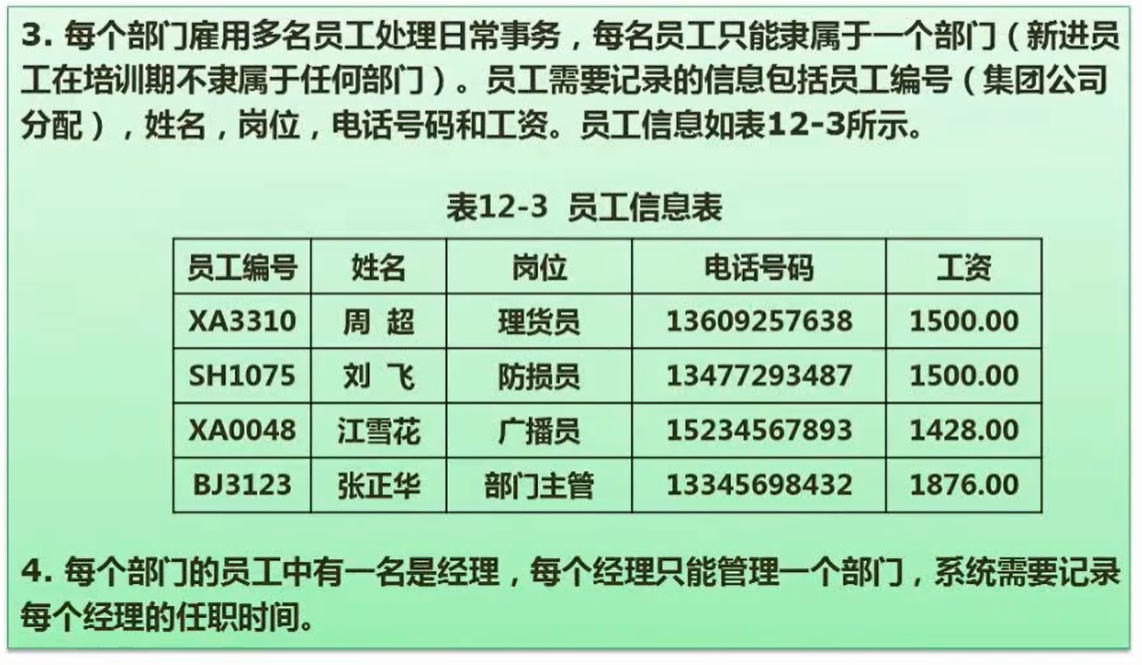 3. 每个部门雇用多名员工处理日常事务，每名员工只能隶属于一个部门（新进员
工在培训期不隶属于任何部门）。员工需要记录的信息包括员工编号（集团公司
分配），姓名，岗位，电话号码和工资。员工信息如表12-3所示。
表12-3 员工信息表
员工编号 姓名 岗位 电话号码 工资
XA3310 周 超 理货员 13609257638 1500.00
SH1075 刘 飞 防损员 13477293487 1500.00
XA0048 江雪花 广播员 15234567893 1428.00
BJ3123 张正华 部门主管 13345698432 1876.00
4. 每个部门的员工中有一名是经理，每个经理只能管理一个部门，系统需要记录
每个经理的任职时间。